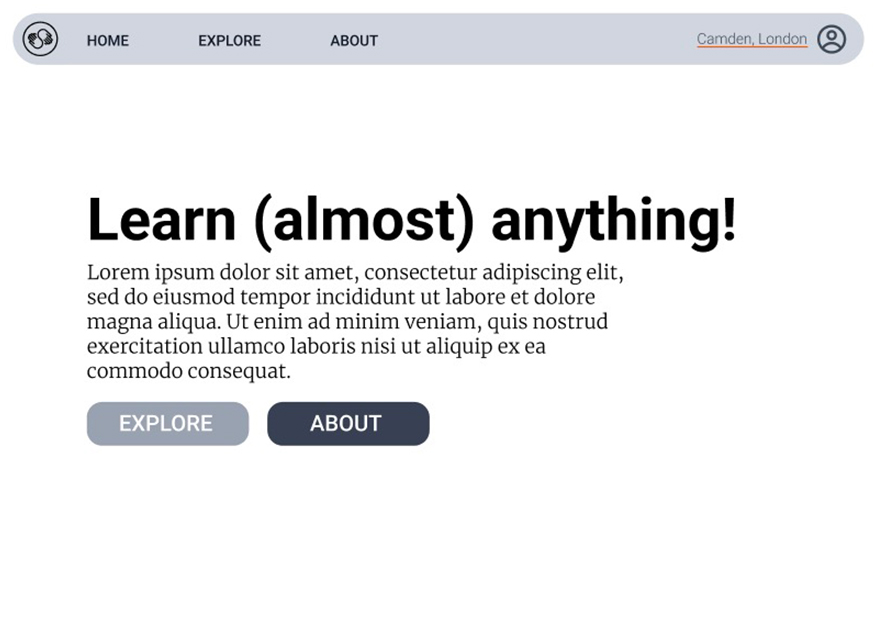 HOME EXPLORE ABOUT Camden, London
Learn (almost) anything!
Lorem ipsum dolor sit amet, consectetur adipiscing elit,
sed do eiusmod tempor incididunt ut labore et dolore
magna aliqua. Ut enim ad minim veniam, quis nostrud
exercitation ullamco laboris nisi ut aliquip ex ea
commodo consequat.
EXPLORE ABOUT